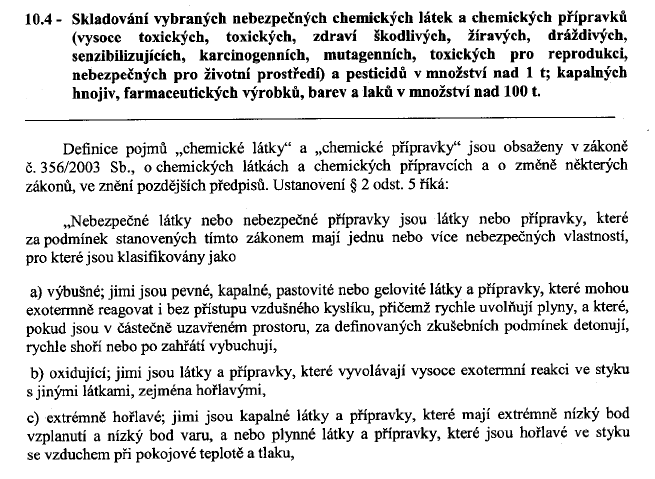 10.4 - Skladování vybraných nebezpečných chemických látek a chemických přípravků
(vysoce toxických, toxických, zdraví škodlivých, žíravých, dráždivých,
senzibilizujících, karcinogenních, mutagenních, toxických pro reprodukci,
nebezpečných pro životní prostředí) a pesticidů v množství nad 1 t; kapalných
hnojiv, farmaceutických výrobků, barev a laků v množství nad 100 t.
Definice pojmů „chemické látky“ a „chemické přípravky“ jsou obsaženy v zákoně
č. 356/2003 Sb., o chemických látkách a chemických přípravcích a o změně některých
zákonů, ve znění pozdějších předpisů. Ustanovení § 2 odst. 5 říká:
„Nebezpečné látky nebo nebezpečné přípravky jsou látky nebo přípravky, které
za podmínek stanovených tímto zákonem mají jednu nebo více nebezpečných vlastností,
pro které jsou klasifikovány jako
a) výbušné; jimi jsou pevné, kapalné, pastovité nebo gelovité látky a přípravky, které mohou
exotermně reagovat i bez přístupu vzdušného kyslíku, přičemž rychle uvolňují plyny, a které,
pokud jsou v částečně uzavřeném prostoru, za definovaných zkušebních podmínek detonují,
rychle shoří nebo po zahřátí vybuchují,
b) oxidující; jimi jsou látky a přípravky, které vyvolávají vysoce exotermní reakci ve styku
s jinými látkami, zejména hořlavými,
c) extrémně hořlavé; jimi jsou kapalné látky a přípravky, které mají extrémně nízký bod
vzplanutí a nízký bod varu, a nebo plynné látky a přípravky, které jsou hořlavé ve styku
se vzduchem při pokojové teplotě a tlaku,